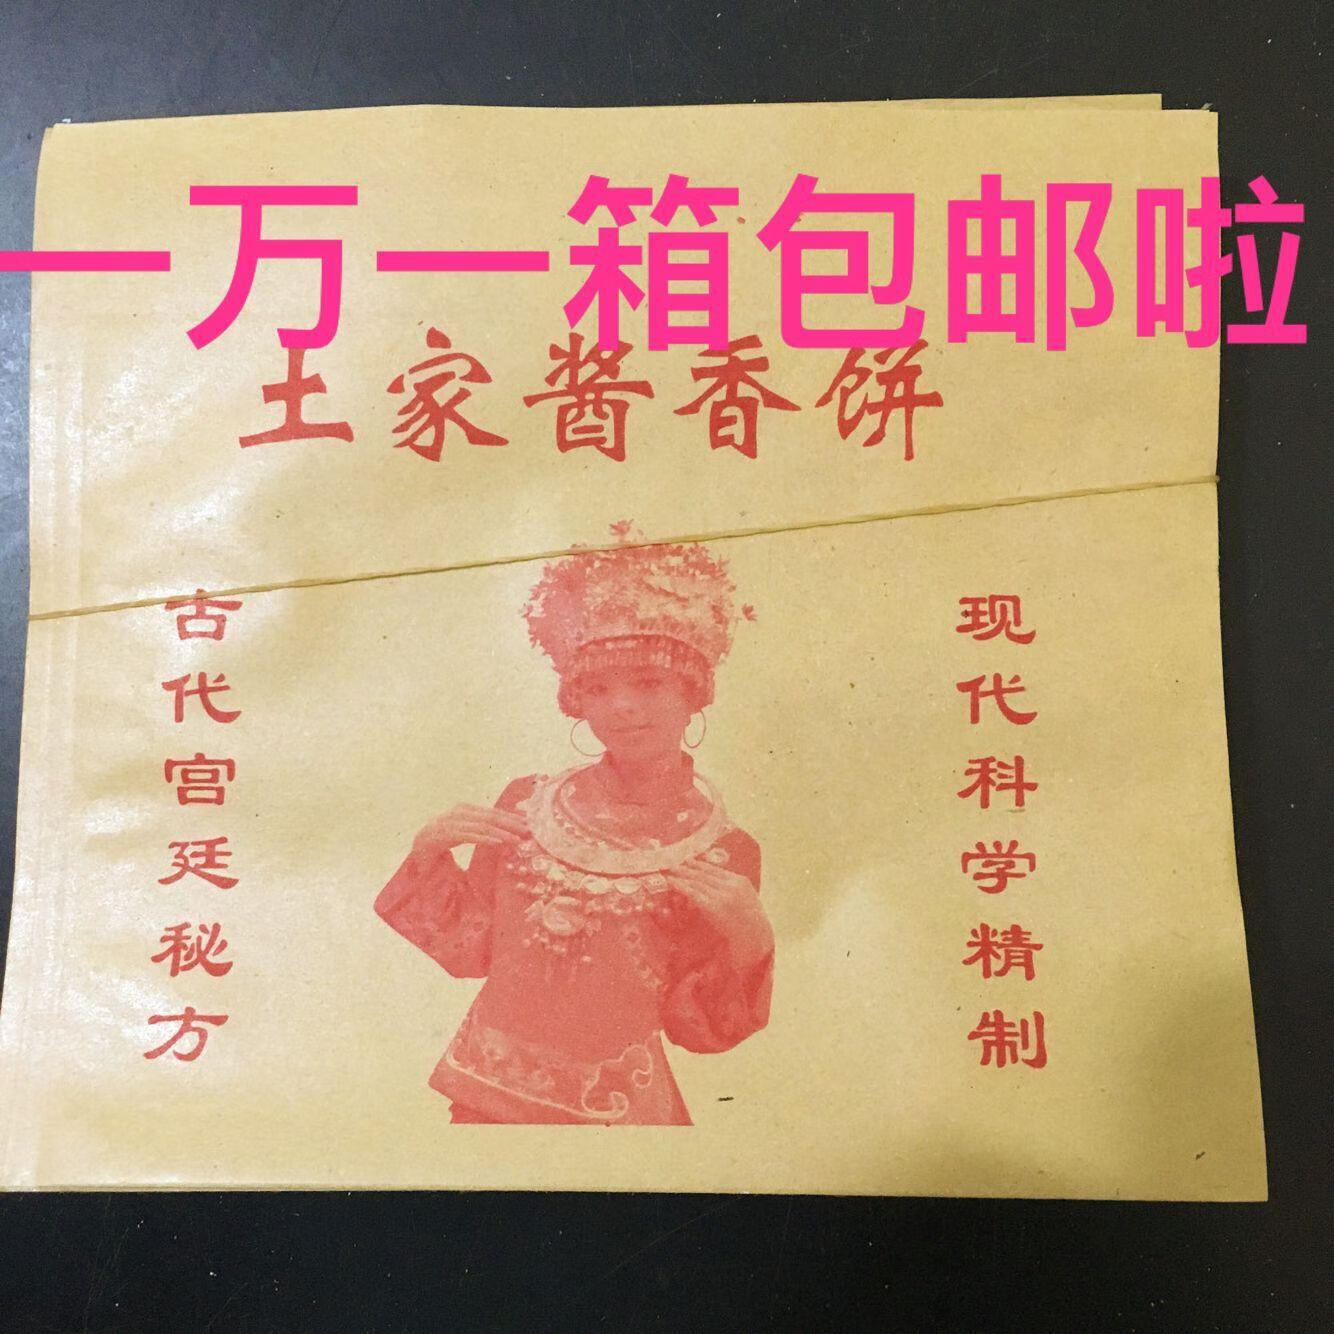 一万一箱包邮啦
土家酱香饼
古代宫廷秘方
现代科学精制